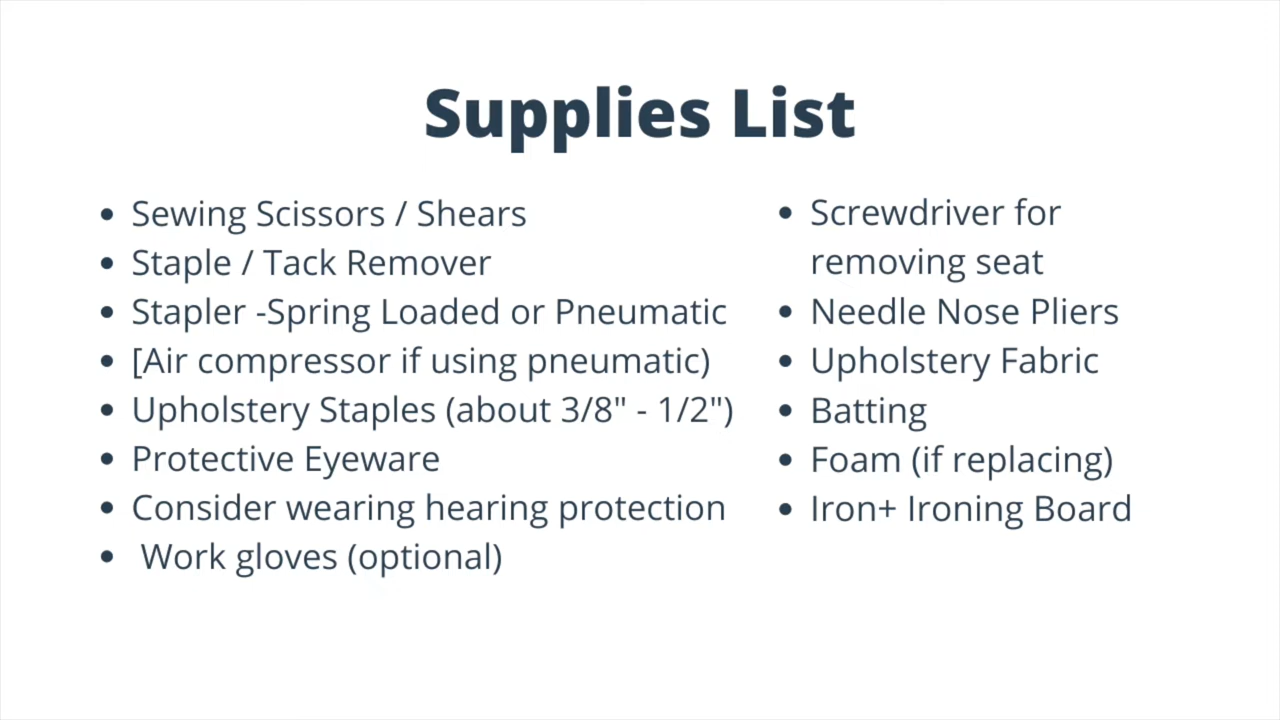 Supplies List
• Sewing Scissors / Shears
• Staple / Tack Remover
• Stapler -Spring Loaded or Pneumatic
• [Air compressor if using pneumatic)
• Upholstery Staples (about 3/8" - 1/2")
• Protective Eyeware
• Consider wearing hearing protection
• Work gloves (optional)
• Screwdriver for
removing seat
• Needle Nose Pliers
• Upholstery Fabric
• Batting
• Foam (if replacing)
• Iron+ Ironing Board